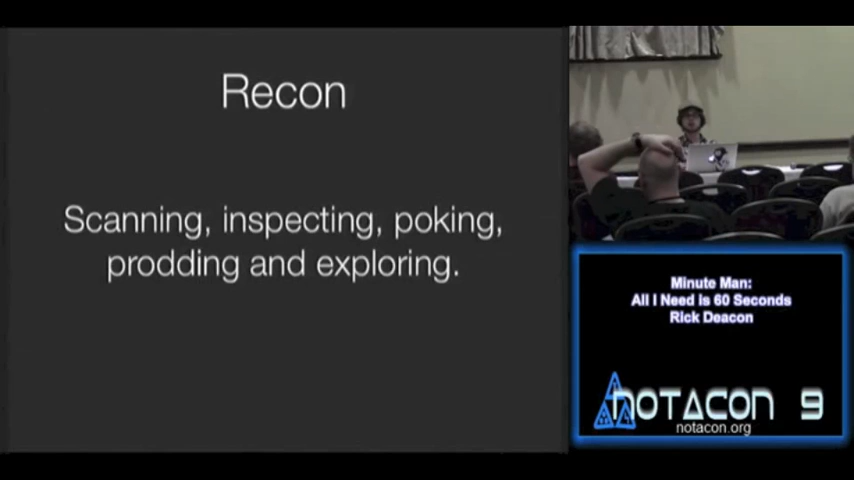 Recon
Scanning, inspecting, poking,
prodding and exploring.
Minute Man:
All I Need is 60 Seconds
Rick Deacon
NOTACON 9
notacon.org